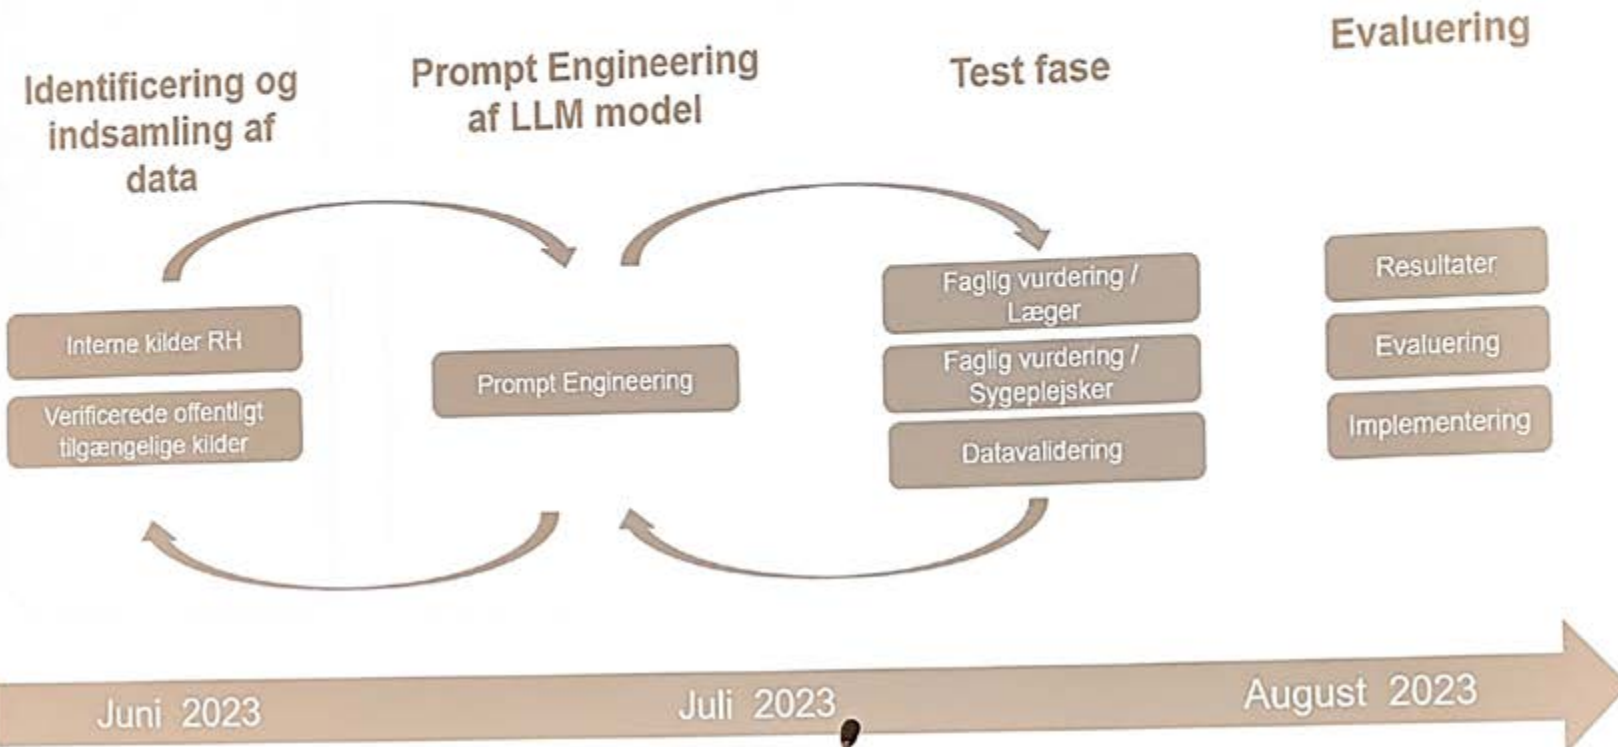 Identificering og
indsamling af
data
Prompt Engineering
af LLM model
Test fase
Evaluering
Interne kilder RH
Verificerede offentligt
tilgængelige kilder
Prompt Engineering
Faglig vurdering /
Læger
Faglig vurdering /
Sygeplejsker
Datavalidering
Resultater
Evaluering
Implementering
Juni 2023
Juli 2023
August 2023